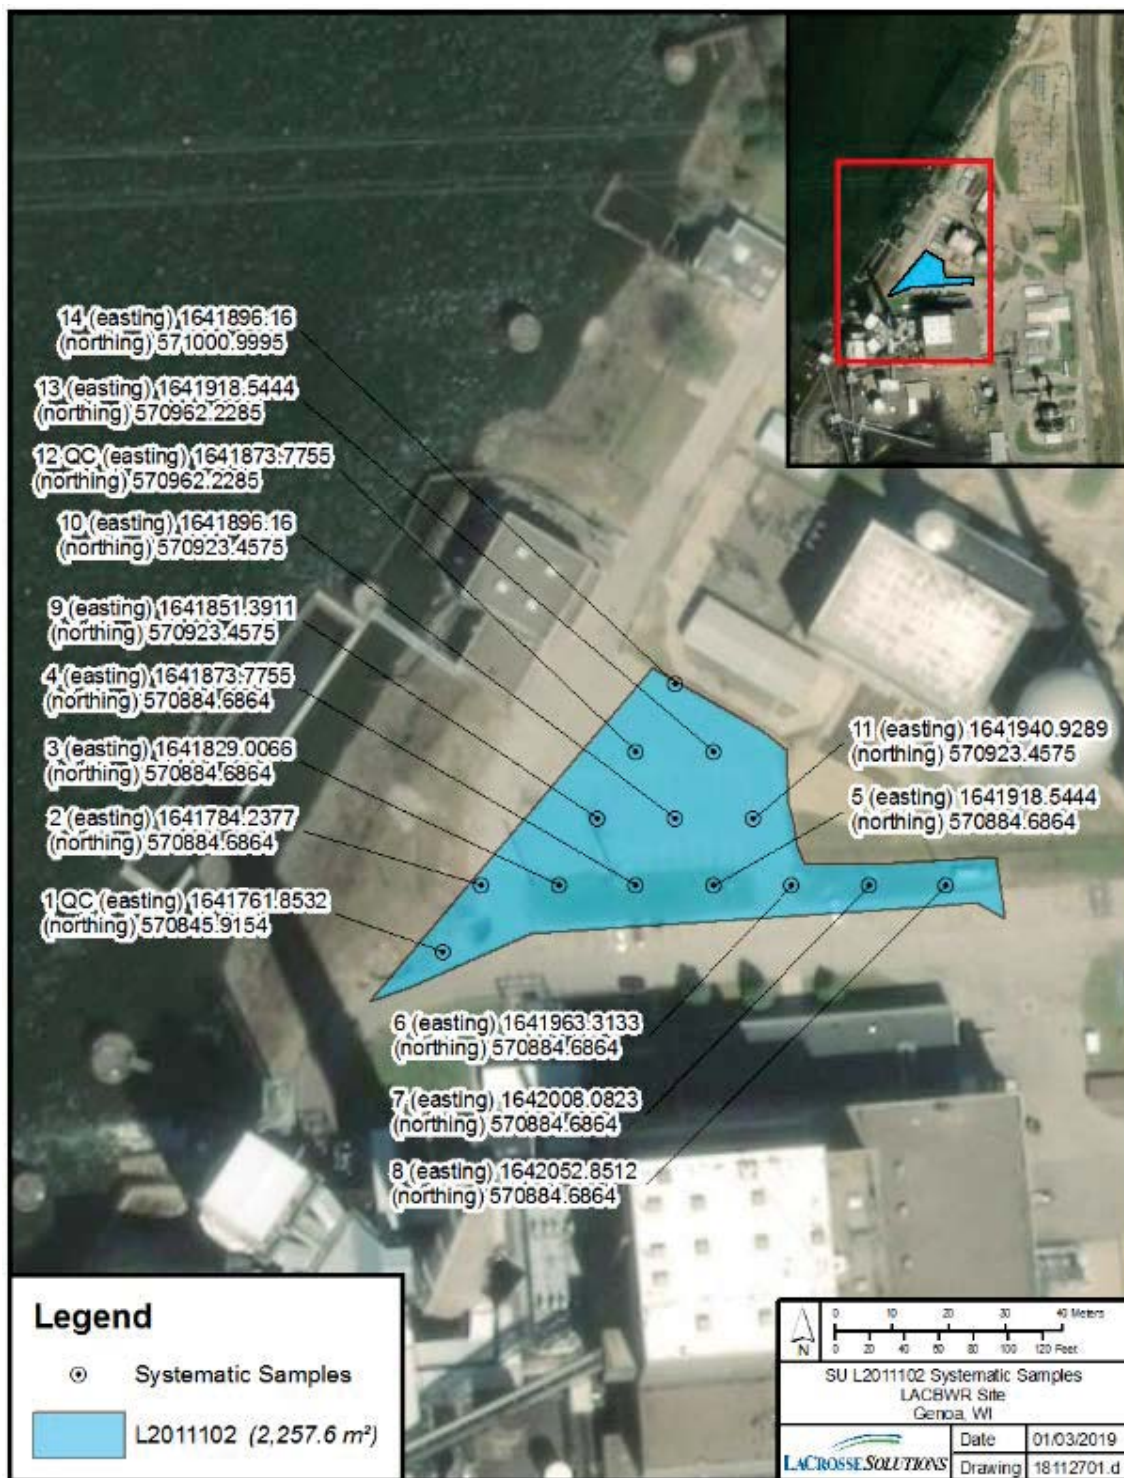 14 (easting) 1641896.16
(northing) 571000.9995
13 (easting) 1641918.5444
(northing) 570962.2285
12 QC (easting) 1641873.7755
(northing) 570962.2285
10 (easting) 1641896.16
(northing) 570923.4575
9 (easting) 1641851.3911
(northing) 570923.4575
4 (easting) 1641873.7755
(northing) 570884.6864
3 (easting) 1641829.0066
(northing) 570884.6864
2 (easting) 1641784.2377
(northing) 570884.6864
1 QC (easting) 1641761.8532
(northing) 570845.9154
11 (easting) 1641940.9289
(northing) 570923.4575
5 (easting) 1641918.5444
(northing) 570884.6864
6 (easting) 1641963.3133
(northing) 570884.6864
7 (easting) 1642008.0823
(northing) 570884.6864
8 (easting) 1642052.8512
(northing) 570884.6864
Legend
Systematic Samples
L2011102 (2,257.6 m²)
N
0 10 20 30 40 Meters
0 20 40 60 80 100 120 Feet
SU L2011102 Systematic Samples
LACBWR Site
Genoa, WI
LACROSSESOLUTIONS
Date 01/03/2019
Drawing 18112701.d